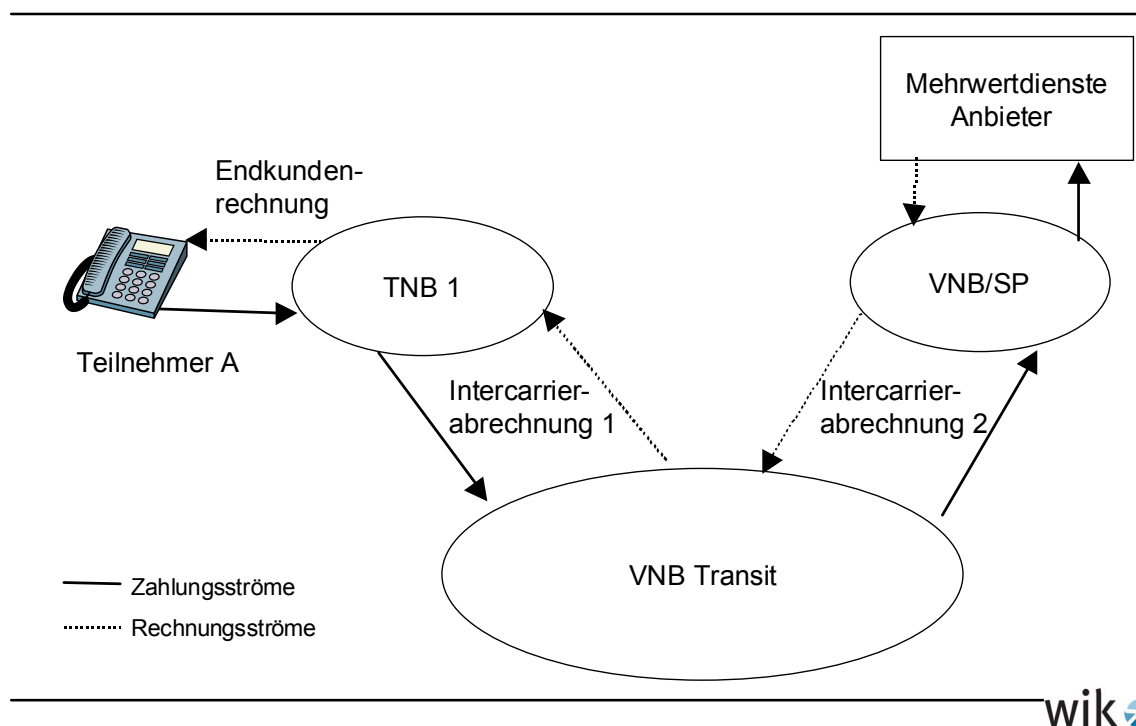 Mehrwertdienste
Anbieter
Endkunden-
rechnung
TNB 1
VNB/SP
Teilnehmer A
Intercarrier-
abrechnung 1
Intercarrier-
abrechnung 2
VNB Transit
Zahlungsströme
Rechnungsströme
wik